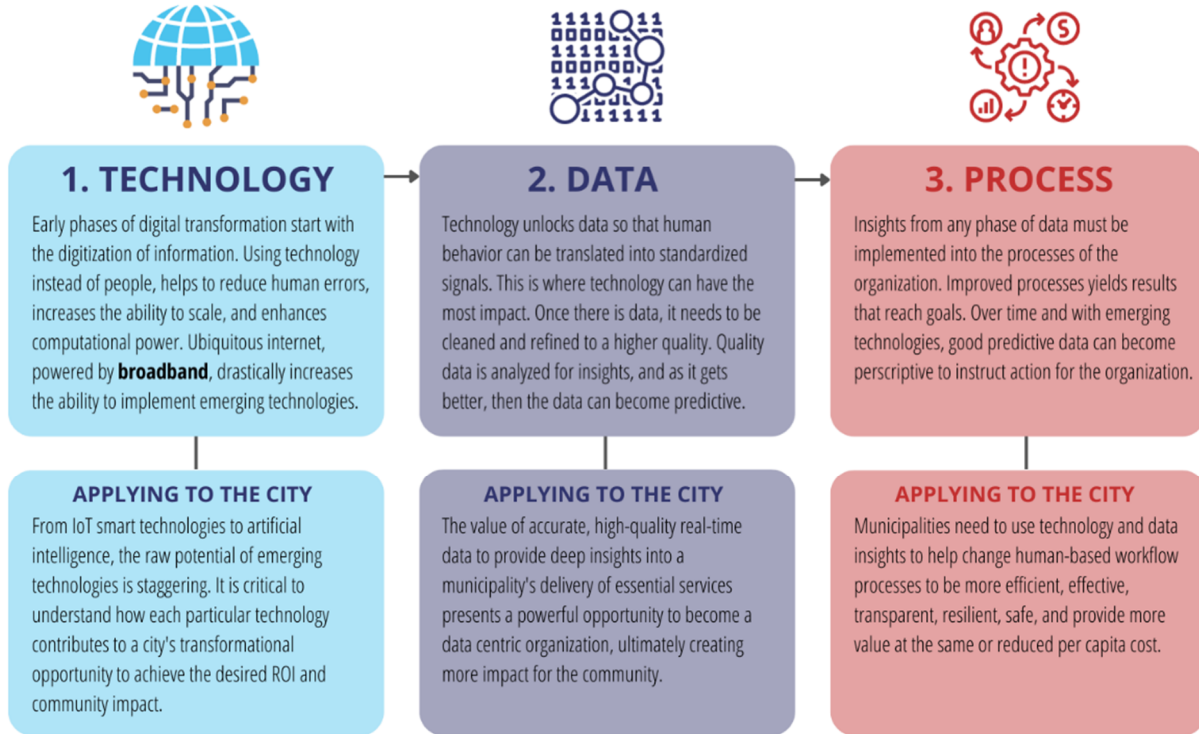 1. TECHNOLOGY
Early phases of digital transformation start with
the digitization of information. Using technology
instead of people, helps to reduce human errors,
increases the ability to scale, and enhances
computational power. Ubiquitous internet,
powered by broadband, drastically increases
the ability to implement emerging technologies.
APPLYING TO THE CITY
From IoT smart technologies to artificial
intelligence, the raw potential of emerging
technologies is staggering. It is critical to
understand how each particular technology
contributes to a city's transformational
opportunity to achieve the desired ROI and
community impact.
1111
11111
11111
111
111111
2. DATA
Technology unlocks data so that human
behavior can be translated into standardized
signals. This is where technology can have the
most impact. Once there is data, it needs to be
cleaned and refined to a higher quality. Quality
data is analyzed for insights, and as it gets
better, then the data can become predictive.
APPLYING TO THE CITY
The value of accurate, high-quality real-time
data to provide deep insights into a
municipality's delivery of essential services
presents a powerful opportunity to become a
data centric organization, ultimately creating
more impact for the community.
S
!
3. PROCESS
Insights from any phase of data must be
implemented into the processes of the
organization. Improved processes yields results
that reach goals. Over time and with emerging
technologies, good predictive data can become
perscriptive to instruct action for the organization.
APPLYING TO THE CITY
Municipalities need to use technology and data
insights to help change human-based workflow
processes to be more efficient, effective,
transparent, resilient, safe, and provide more
value at the same or reduced per capita cost.